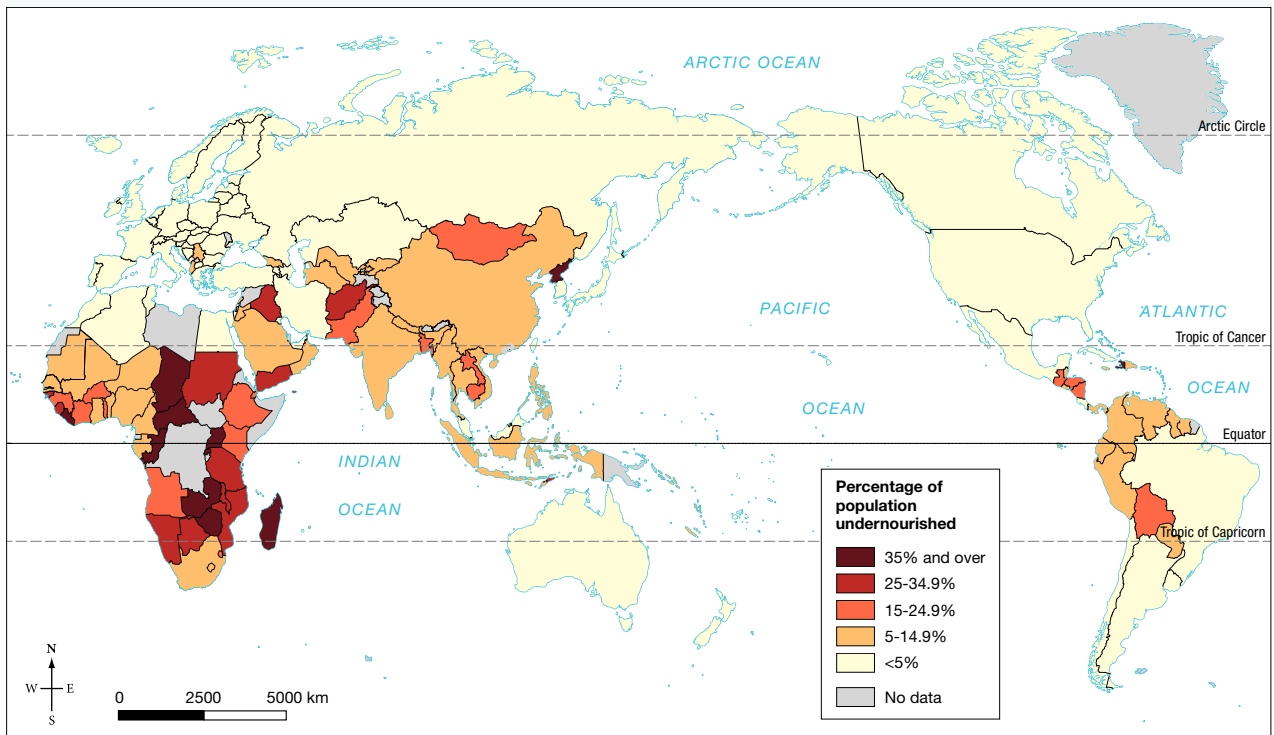 ARCTIC OCEAN
Arctic Circle
PACIFIC
ATLANTIC
Tropic of Cancer
OCEAN
OCEAN
Equator
INDIAN
OCEAN
Tropic of Capricorn
Percentage of
population
undernourished
35% and over
25-34.9%
15-24.9%
5-14.9%
<5%
No data
N
W E
S
0 2500 5000 km